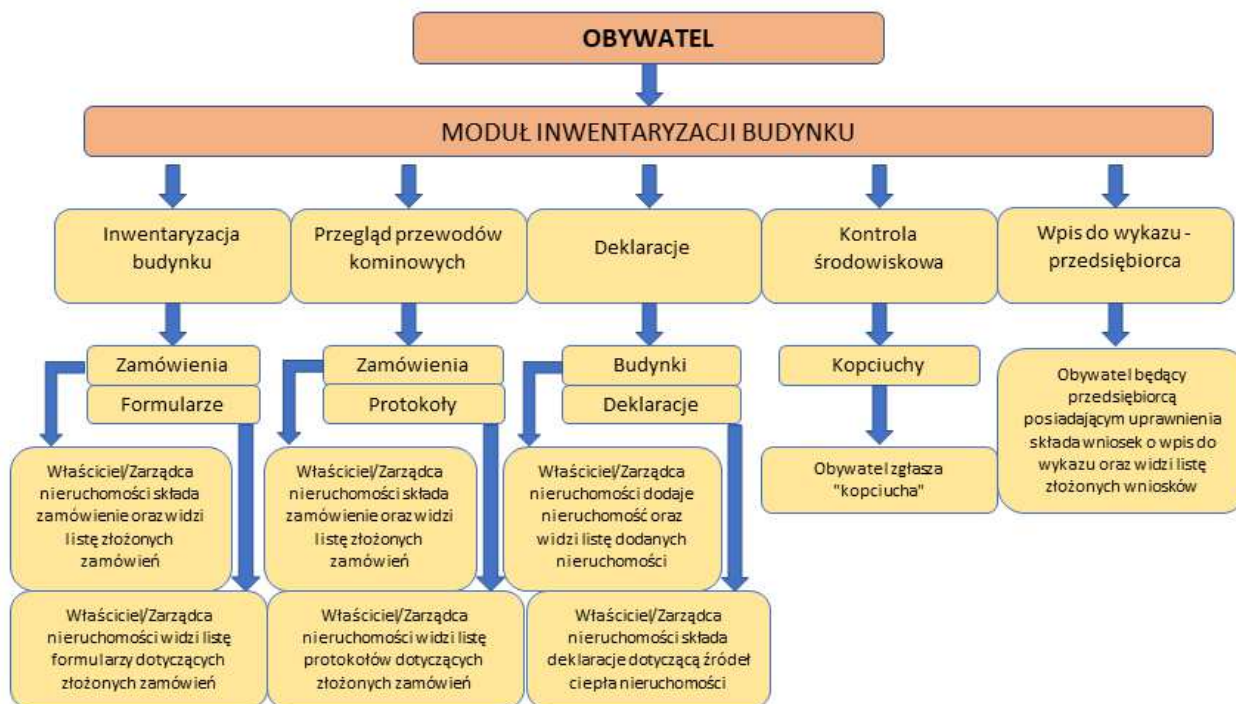 OBYWATEL
MODUŁ INWENTARYZACJI BUDYNKU
Inwentaryzacja
budynku
Przegląd przewodów
kominowych
Deklaracje
Kontrola
środowiskowa
Wpis do wykazu -
przedsiębiorca
Zamówienia
Formularze
Zamówienia
Protokoły
Budynki
Deklaracje
Kopciuchy
Obywatel będący
przedsiębiorcą
posiadającym uprawnienia
składa wniosek o wpis do
wykazu oraz widzi listę
złożonych wniosków
Właściciel/Zarządca
nieruchomości składa
zamówienie oraz widzi
listę złożonych
zamówień
Właściciel/Zarządca
nieruchomości składa
zamówienie oraz widzi
listę złożonych
zamówień
Właściciel/Zarządca
nieruchomości dodaje
nieruchomość oraz
widzi listę dodanych
nieruchomości
Obywatel zgłasza
"kopciucha"
Właściciel/Zarządca
nieruchomości widzi listę
formularzy dotyczących
złożonych zamówień
Właściciel/Zarządca
nieruchomości widzi listę
protokołów dotyczących
złożonych zamówień
Właściciel/Zarządca
nieruchomości składa
deklaracje dotyczącą źródeł
ciepła nieruchomości